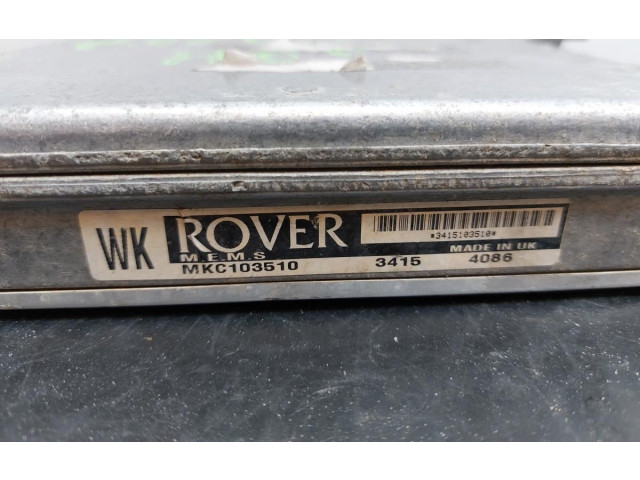 WK ROVER
*3415103510*
M.E.M.S MADE IN UK
MKC103510 3415 4086